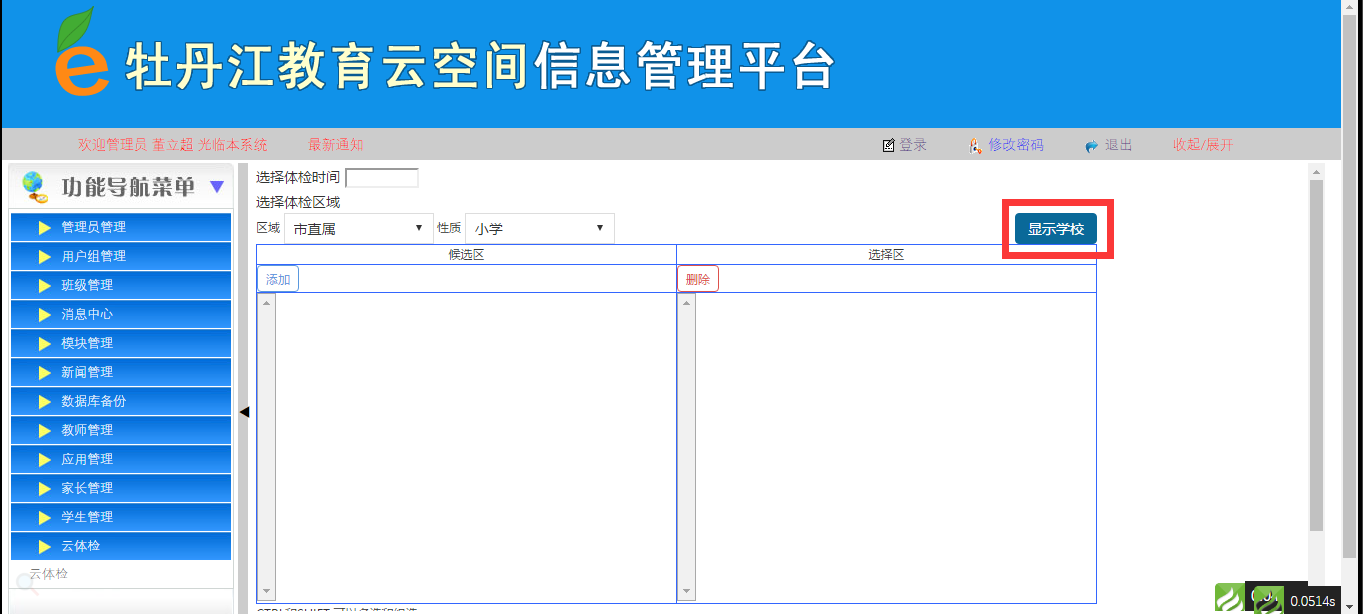 牡丹江教育云空间信息管理平台
欢迎管理员 董立超 光临本系统 最新通知 登录 修改密码 退出 收起/展开
功能导航菜单
管理员管理
用户组管理
班级管理
消息中心
模块管理
新闻管理
数据库备份
教师管理
应用管理
家长管理
学生管理
云体检
云体检
选择体检时间
选择体检区域
区域 市直属 性质 小学 显示学校
候选区 选择区
添加 删除
0.0514s